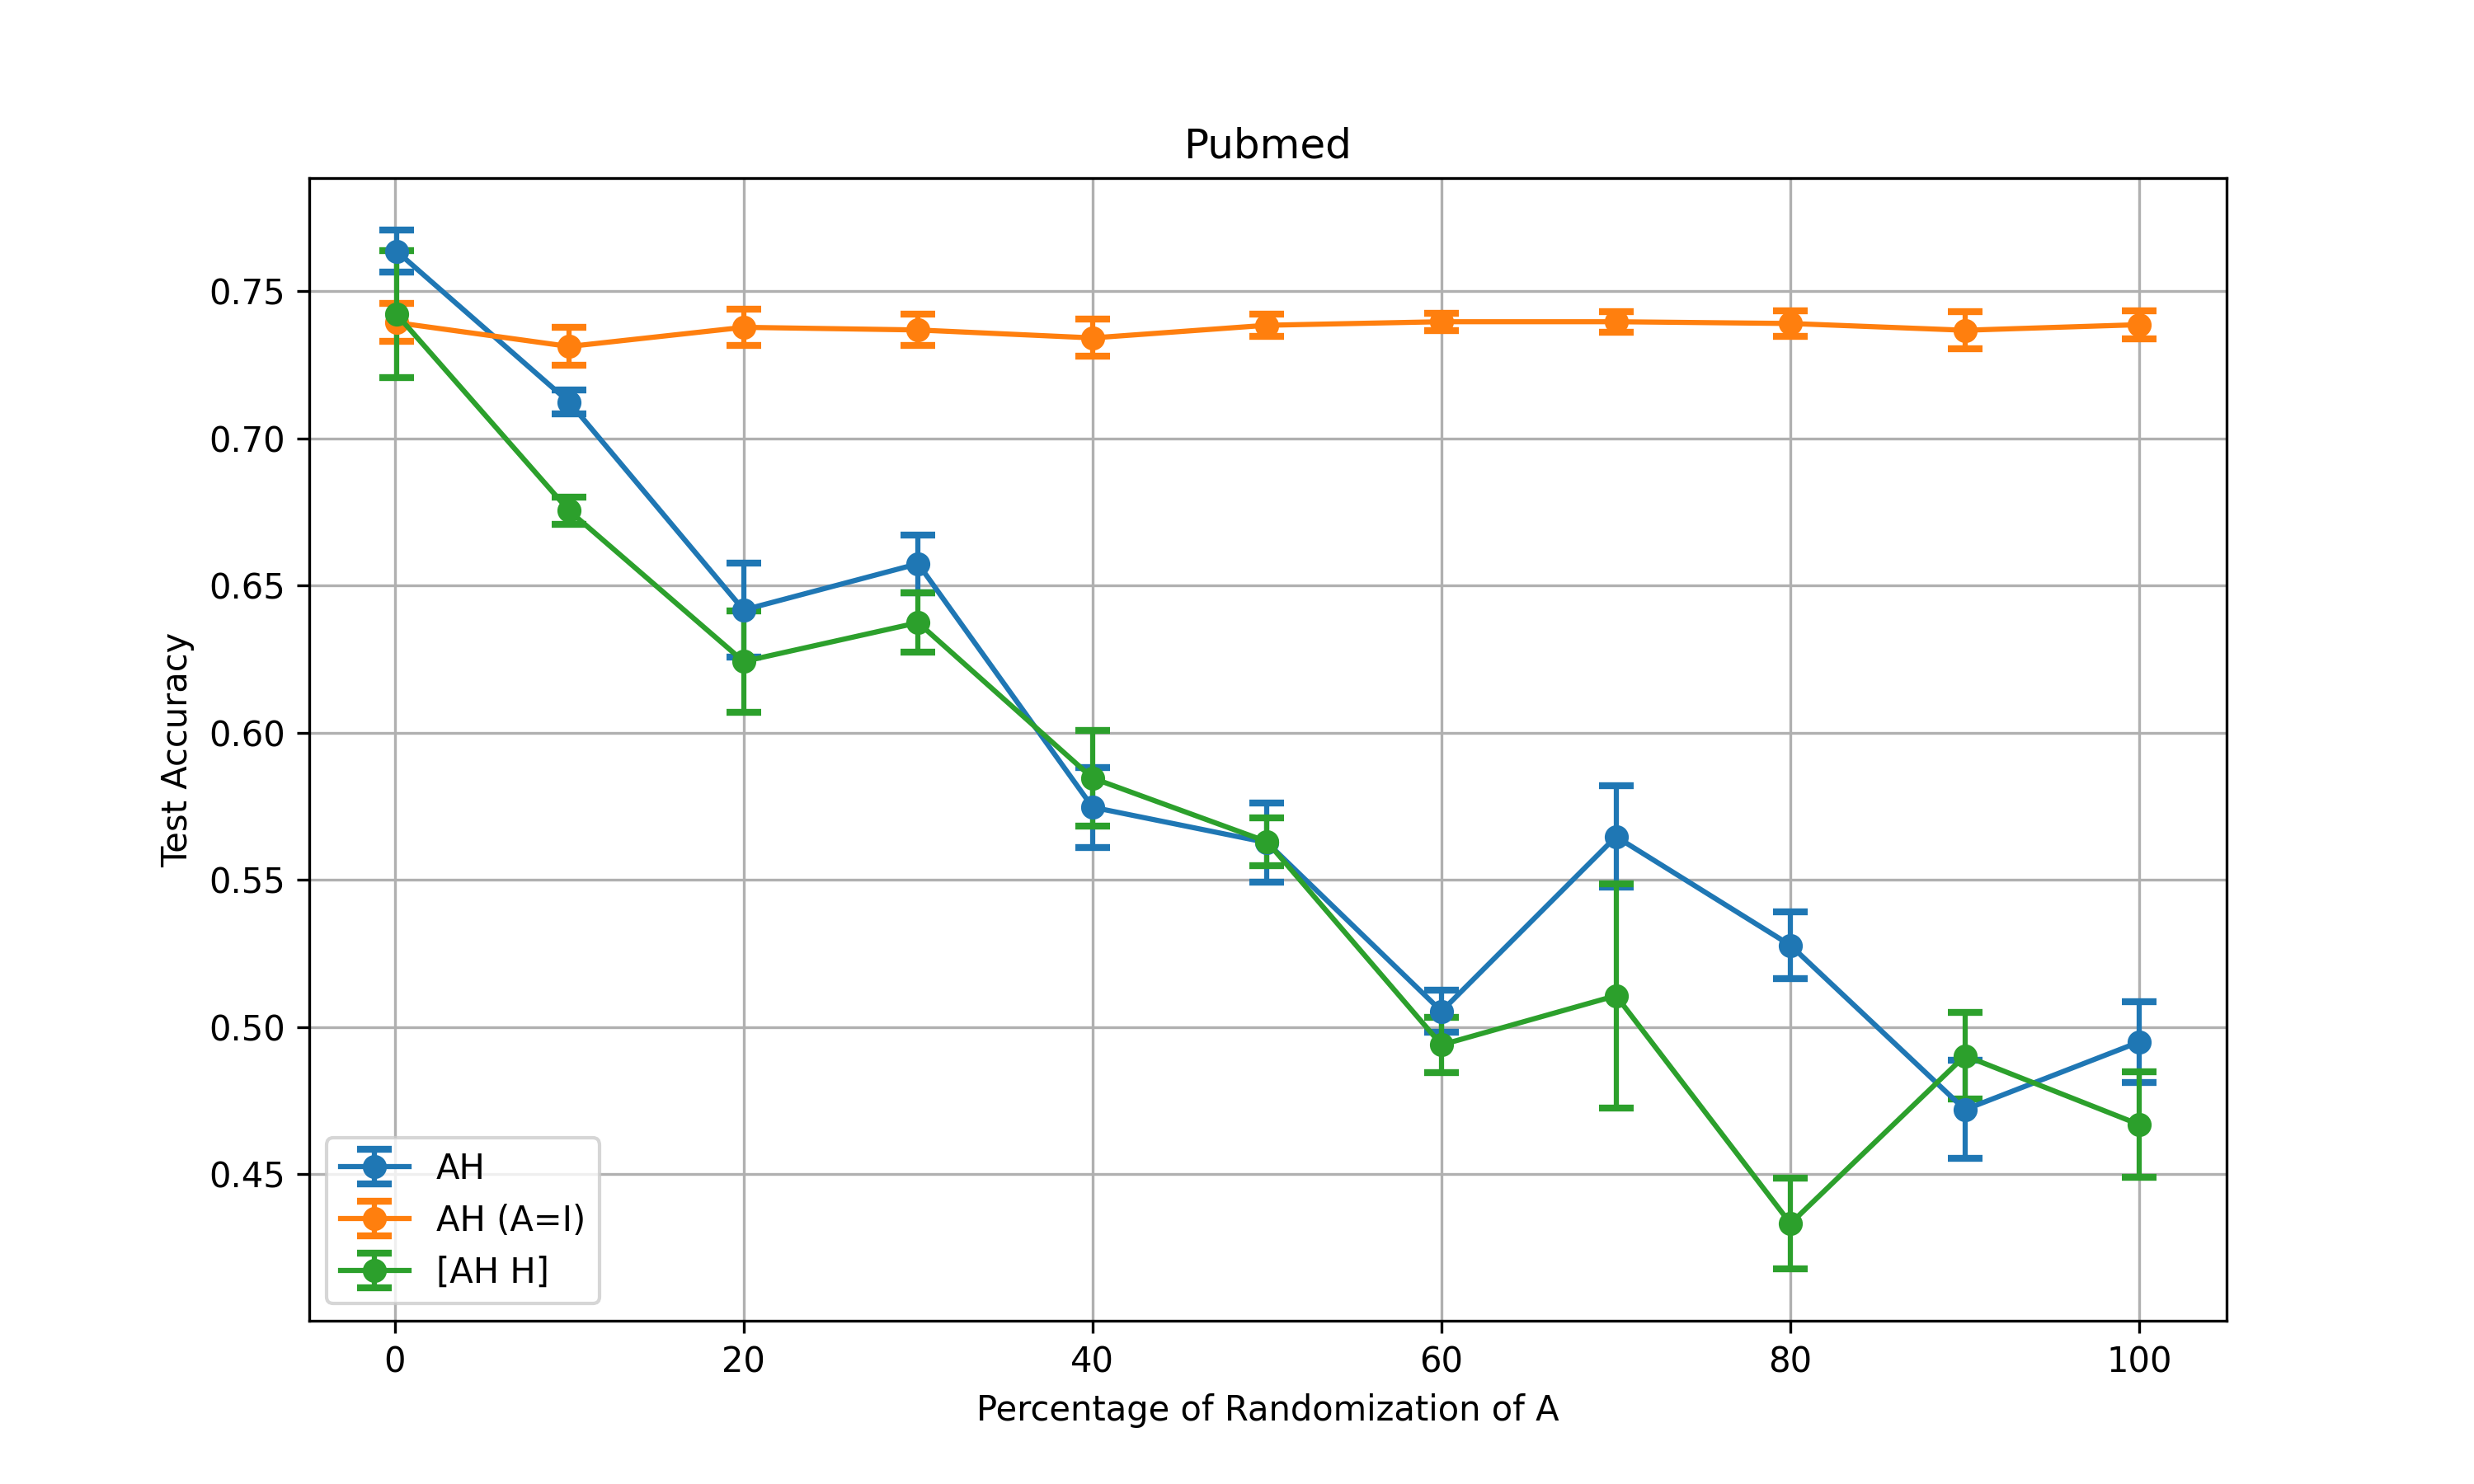 Pubmed
Test Accuracy
0.75
0.70
0.65
0.60
0.55
0.50
0.45
AH
AH (A=I)
[AH H]
0 20 40 60 80 100
Percentage of Randomization of A